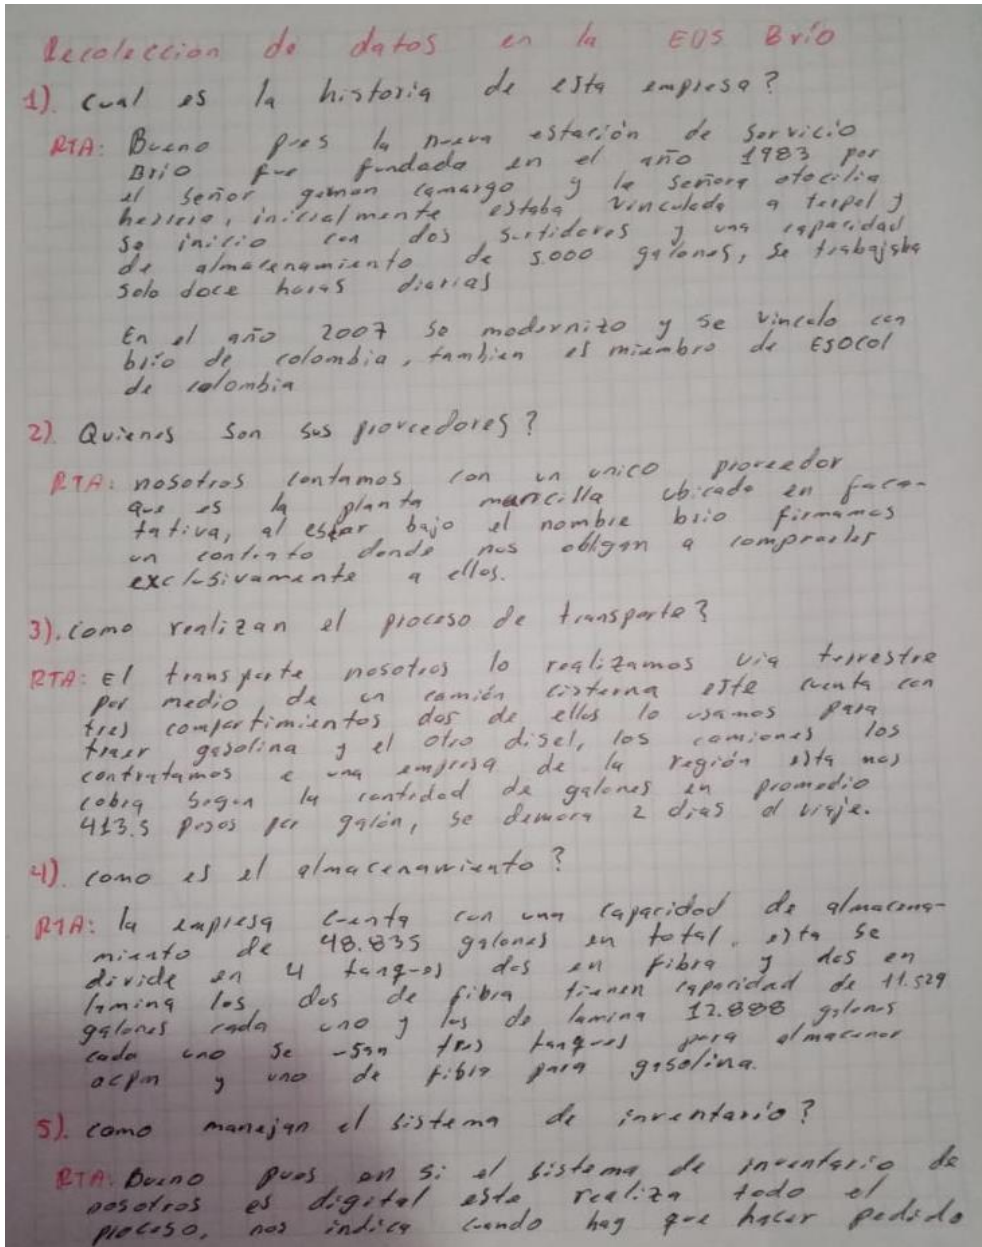 Recoleccion de datos en la EDS Brío
1). Cual es la historia de esta empresa?
RTA: Bueno pues la nueva estación de servicio
Brio fue fundada en el año 1983 por
el señor german camargo y la señora otocilia
herrera, inicialmente estaba vinculada a terpel y
se inicio con dos surtidores y una capacidad
de almacenamiento de 5.000 galones, se trabajaba
solo doce horas diarias
En el año 2007 se modernizo y se vinculo con
brio de colombia, tambien es miembro de ESOCOL
de colombia
2) Quienes son sus proveedores?
RTA: nosotros contamos con un unico proveedor
que es la planta mancilla ubicada en faca-
tativa, al estar bajo el nombre brio firmamos
un contrato donde nos obligan a comprarles
exclusivamente a ellos.
3). como realizan el proceso de transporte?
RTA: El transporte nosotros lo realizamos via terrestre
por medio de un camión cisterna este cuenta con
tres compartimientos dos de ellos lo usamos para
traer gasolina y el otro disel, los camiones los
contratamos a una empresa de la región esta nos
cobra segun la cantidad de galones en promedio
413.5 pesos por galón, se demora 2 dias el viaje.
4). como es el almacenamiento?
RTA: la empresa cuenta con una capacidad de almacena-
miento de 48.835 galones en total. esta se
divide en 4 tanques dos en fibra y dos en
lamina los dos de fibra tienen capacidad de 11.529
galones cada uno y los de lamina 12.888 galones
cada uno se usan tres tanques para almacenar
acpm y uno de fibra para gasolina.
5). como manejan el sistema de inventario?
RTA: Bueno pues en si el sistema de inventario de
nosotros es digital este realiza todo el
proceso, nos indica cuando hay que hacer pedido